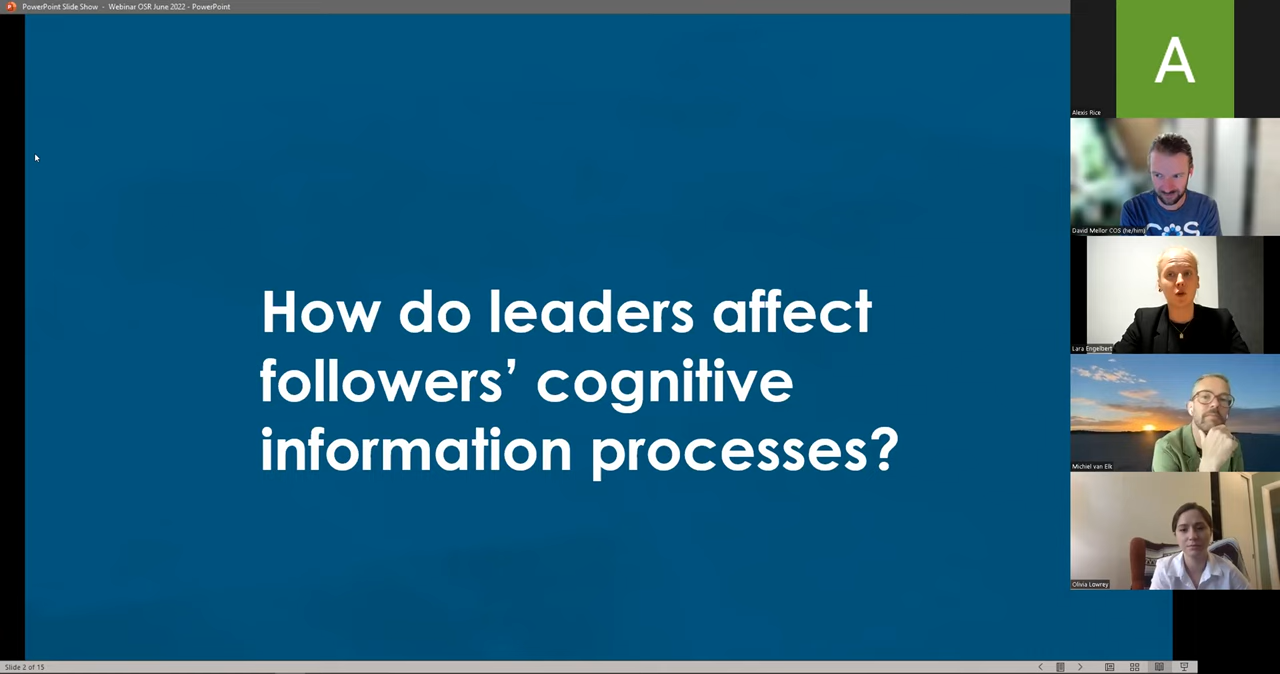 PowerPoint Slide Show - Webinar OSR June 2022 - PowerPoint
A
Alexis Rice
David Mellor COS (he/him)
Lara Engelbert
Michiel van Elk
Olivia Lowrey
How do leaders affect
followers’ cognitive
information processes?
Slide 2 of 15